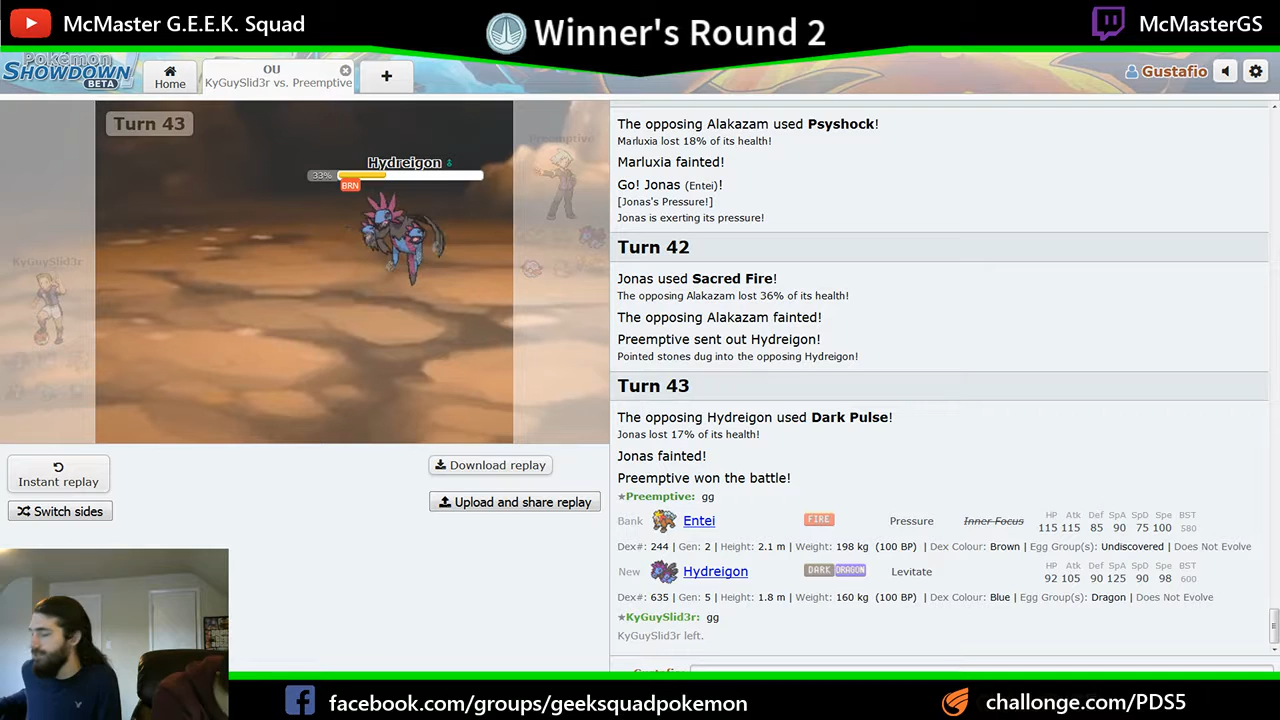 McMaster G.E.E.K. Squad
Winner's Round 2
McMasterGS
Pokémon
SHOWDOWN
BETA
Home
OU
KyGuySlid3r vs. Preemptive
+
Gustafio
Turn 43
Preemptive
Hydreigon
33%
BRN
KyGuySlid3r
The opposing Alakazam used Psyshock!
Marluxia lost 18% of its health!
Marluxia fainted!
Go! Jonas (Entei)!
[Jonas's Pressure!]
Jonas is exerting its pressure!
Turn 42
Jonas used Sacred Fire!
The opposing Alakazam lost 36% of its health!
The opposing Alakazam fainted!
Preemptive sent out Hydreigon!
Pointed stones dug into the opposing Hydreigon!
Turn 43
The opposing Hydreigon used Dark Pulse!
Jonas lost 17% of its health!
Jonas fainted!
Preemptive won the battle!
★Preemptive: gg
Bank Entei FIRE Pressure Inner Focus HP 115 Atk 115 Def 85 SpA 90 SpD 75 Spe 100 BST 580
Dex#: 244 | Gen: 2 | Height: 2.1 m | Weight: 198 kg (100 BP) | Dex Colour: Brown | Egg Group(s): Undiscovered | Does Not Evolve
New Hydreigon DARK DRAGON Levitate HP 92 Atk 105 Def 90 SpA 125 SpD 90 Spe 98 BST 600
Dex#: 635 | Gen: 5 | Height: 1.8 m | Weight: 160 kg (100 BP) | Dex Colour: Blue | Egg Group(s): Dragon | Does Not Evolve
★KyGuySlid3r: gg
KyGuySlid3r left.
Instant replay
Switch sides
Download replay
Upload and share replay
facebook.com/groups/geeksquadpokemon
challonge.com/PDS5